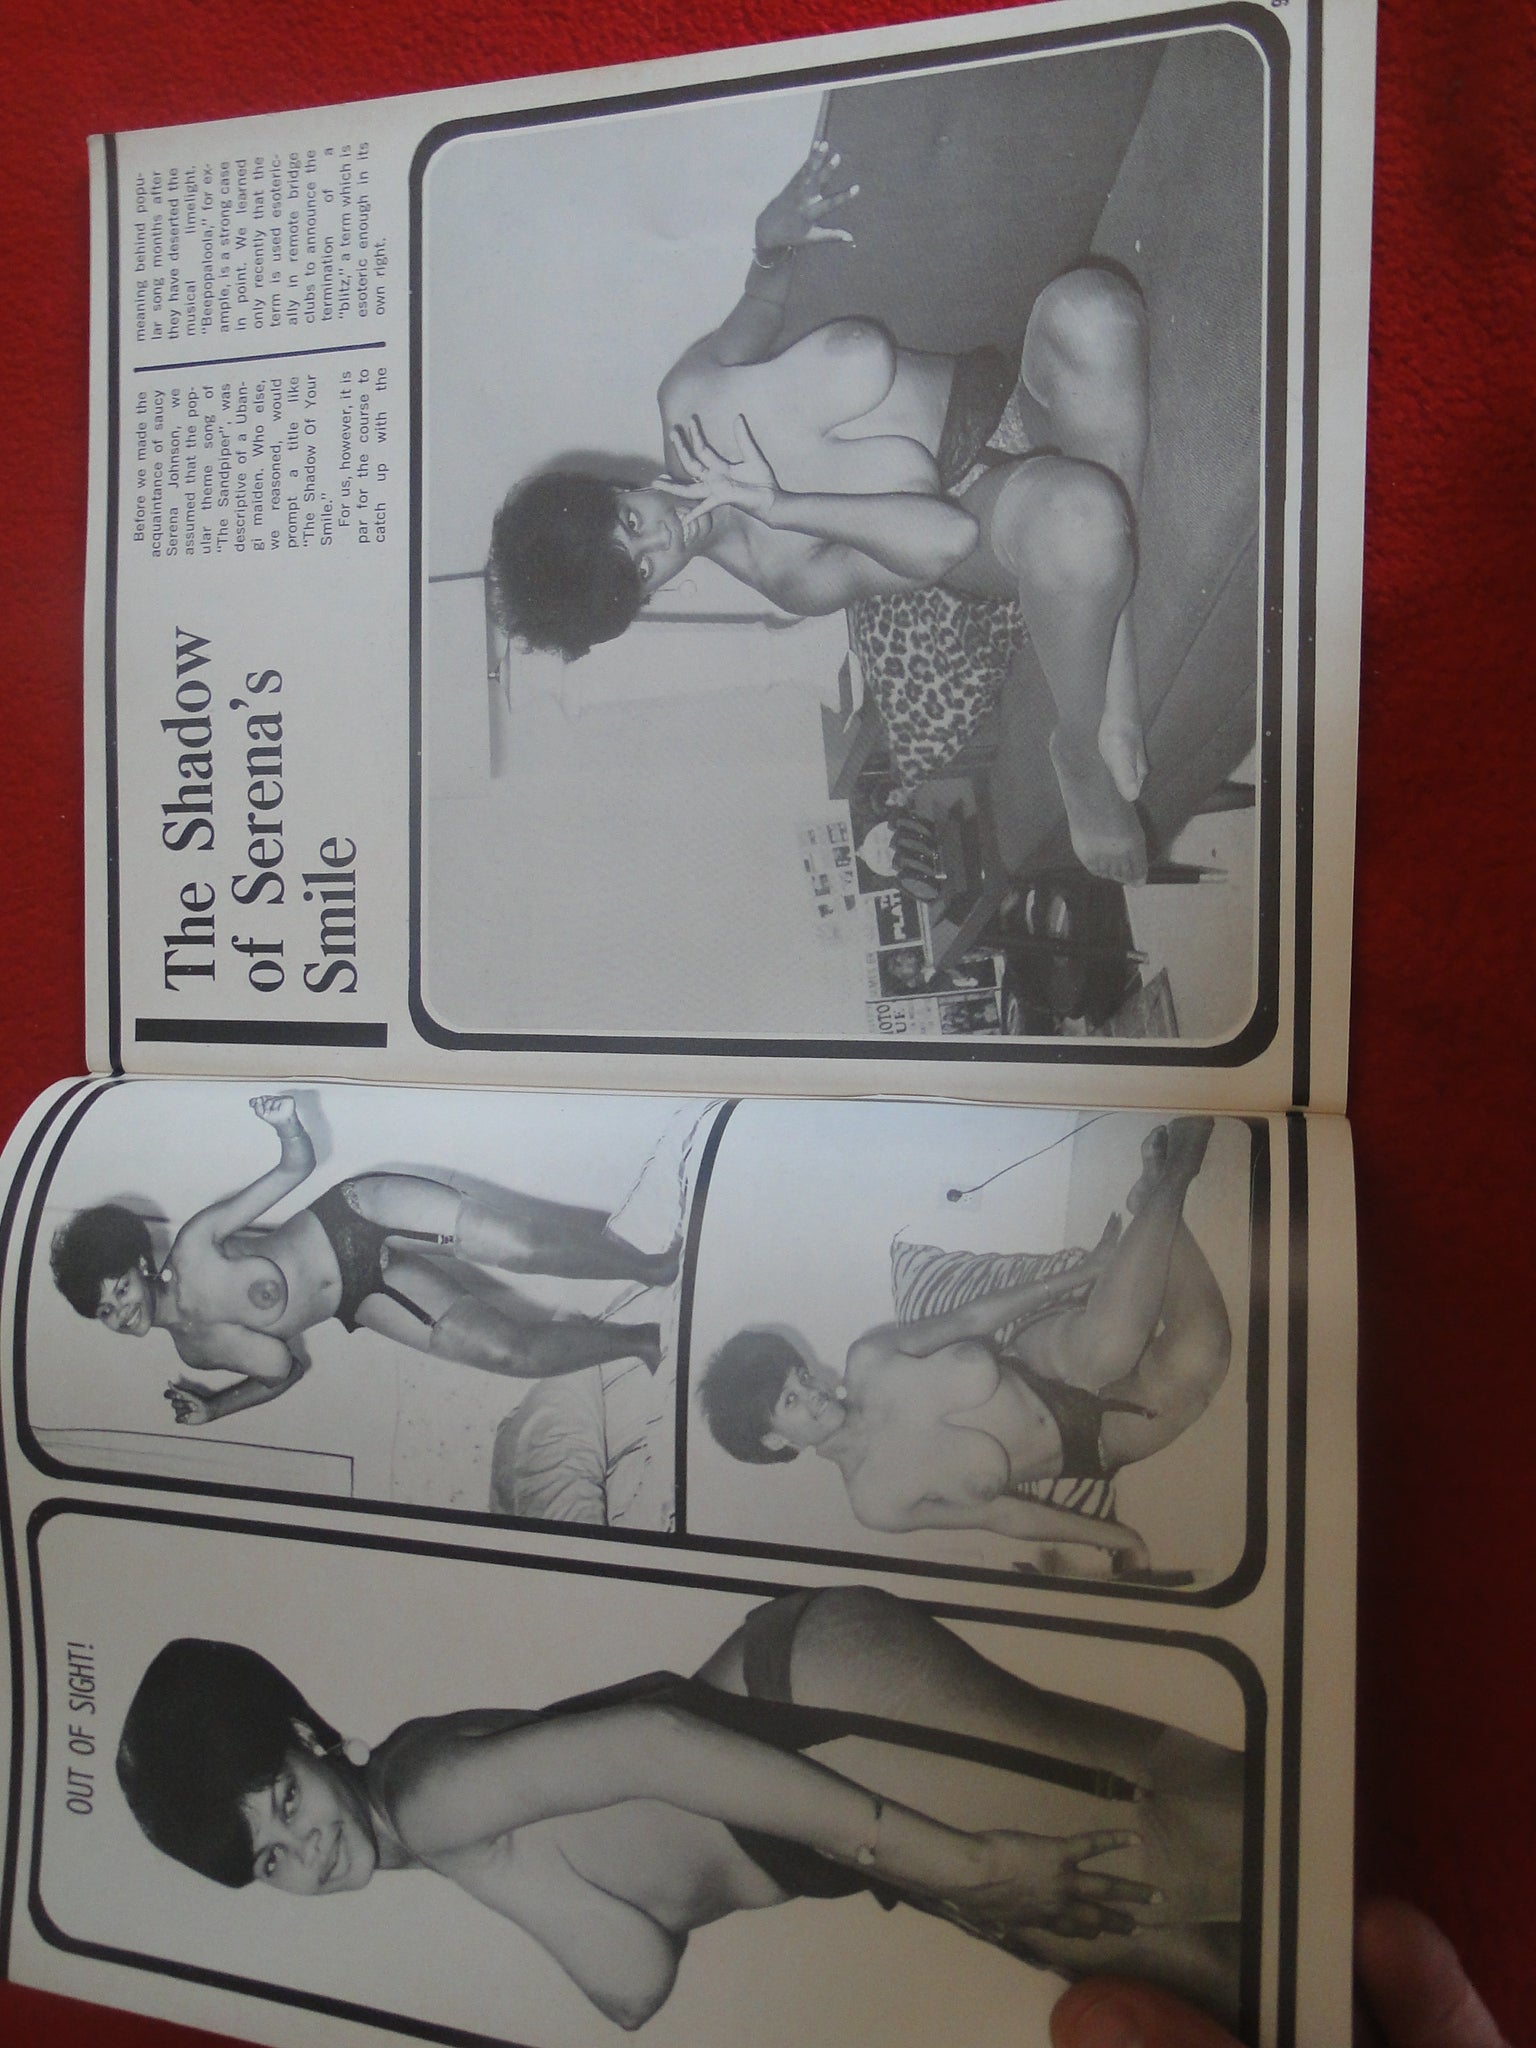 The Shadow
of Serena's
Smile
Before we made the
acquaintance of saucy
Serena Johnson, we
assumed that the pop-
ular theme song of
"The Sandpiper", was
descriptive of a Uban-
gi maiden. Who else,
we reasoned, would
prompt a title like
"The Shadow Of Your
Smile."
For us, however, it is
par for the course to
catch up with the
meaning behind popu-
lar song months after
they have deserted the
musical limelight,
"Beepopaloola," for ex-
ample, is a strong case
in point. We learned
only recently that the
term is used esoteric-
ally in remote bridge
clubs to announce the
termination of a
"blitz," a term which is
esoteric enough in its
own right.
OUT OF SIGHT!